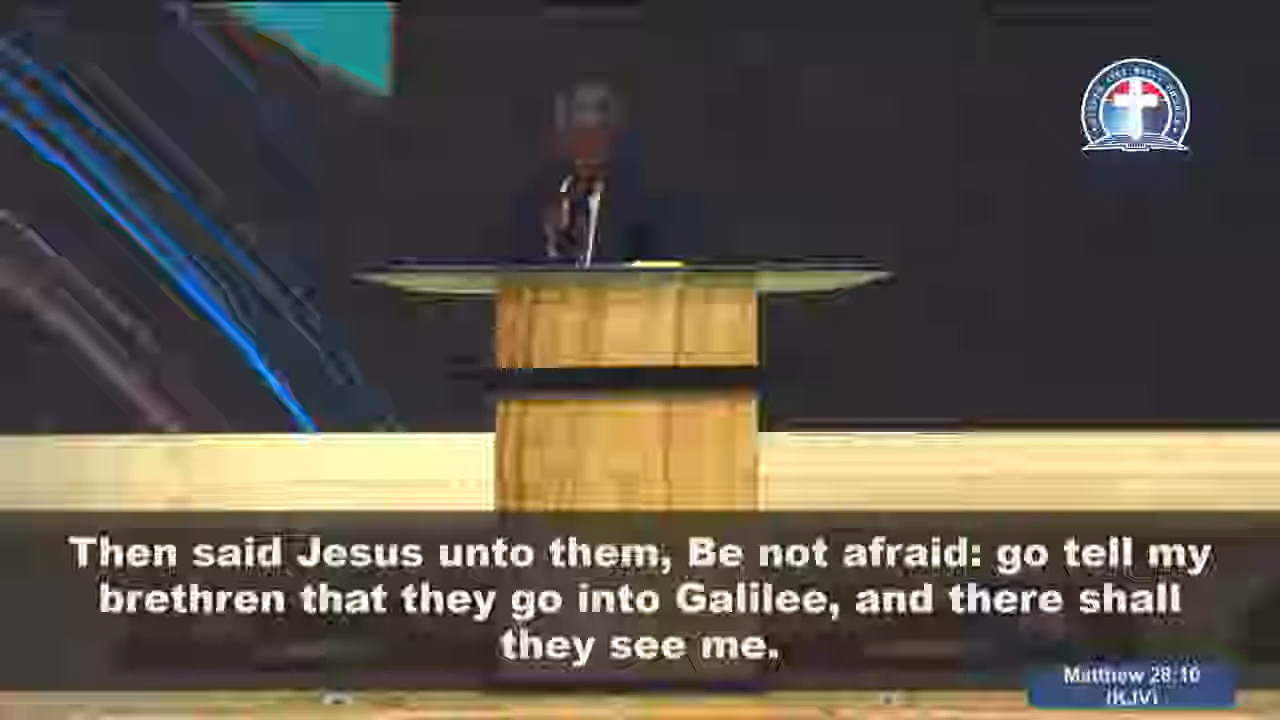 Then said Jesus unto them, Be not afraid: go tell my
brethren that they go into Galilee, and there shall
they see me.
Matthew 28:10
(KJV)